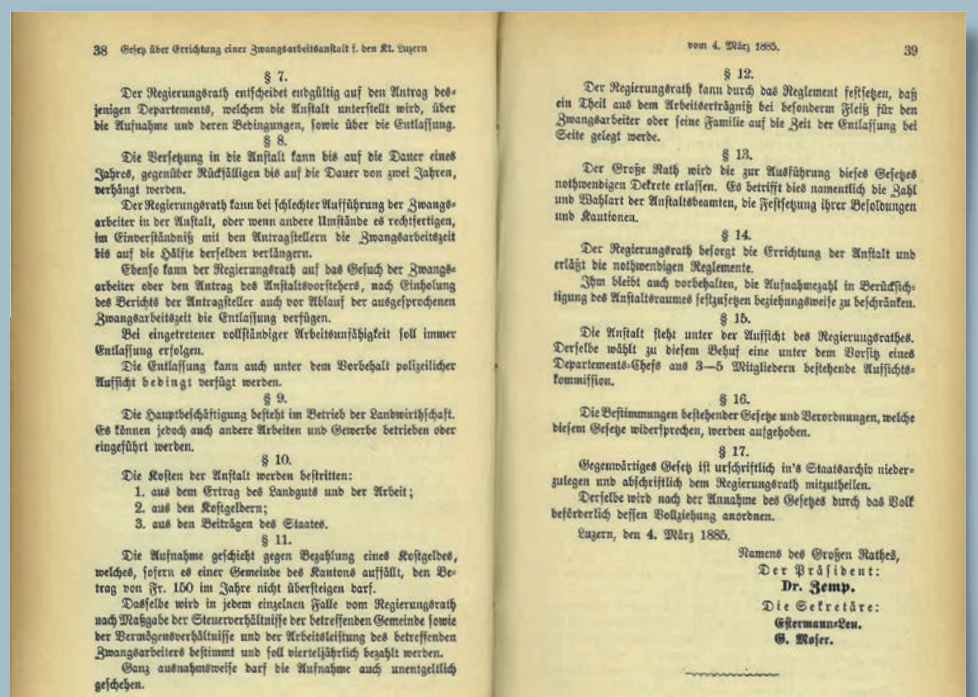 38 Gesetz über Errichtung einer Zwangsarbeitsanstalt f. den Kt. Luzern
§ 7.
Der Regierungsrath entscheidet endgültig auf den Antrag des-
jenigen Departements, welchem die Anstalt unterstellt wird, über
die Aufnahme und deren Bedingungen, sowie über die Entlassung.
§ 8.
Die Versetzung in die Anstalt kann bis auf die Dauer eines
Jahres, gegenüber Rückfälligen bis auf die Dauer von zwei Jahren,
verhängt werden.
Der Regierungsrath kann bei schlechter Aufführung der Zwangs-
arbeiter in der Anstalt, oder wenn andere Umstände es rechtfertigen,
im Einverständniß mit den Antragstellern die Zwangsarbeitszeit
bis auf die Hälfte derselben verlängern.
Ebenso kann der Regierungsrath auf das Gesuch der Zwangs-
arbeiter oder den Antrag des Anstaltsvorstehers, nach Einholung
des Berichts der Antragsteller auch vor Ablauf der ausgesprochenen
Zwangsarbeitszeit die Entlassung verfügen.
Bei eingetretener vollständiger Arbeitsunfähigkeit soll immer
Entlassung erfolgen.
Die Entlassung kann auch unter dem Vorbehalt polizeilicher
Aufsicht bedingt verfügt werden.
§ 9.
Die Hauptbeschäftigung besteht im Betrieb der Landwirthschaft.
Es können jedoch auch andere Arbeiten und Gewerbe betrieben oder
eingeführt werden.
§ 10.
Die Kosten der Anstalt werden bestritten:
1. aus dem Ertrag des Landguts und der Arbeit;
2. aus den Kostgeldern;
3. aus den Beiträgen des Staates.
§ 11.
Die Aufnahme geschieht gegen Bezahlung eines Kostgeldes,
welches, sofern es einer Gemeinde des Kantons auffällt, den Be-
trag von Fr. 150 im Jahre nicht übersteigen darf.
Dasselbe wird in jedem einzelnen Falle vom Regierungsrath
nach Maßgabe der Steuerverhältnisse der betreffenden Gemeinde sowie
der Vermögensverhältnisse und der Arbeitsleistung des betreffenden
Zwangsarbeiters bestimmt und soll vierteljährlich bezahlt werden.
Ganz ausnahmsweise darf die Aufnahme auch unentgeltlich
geschehen.
vom 4. März 1885. 39
§ 12.
Der Regierungsrath kann durch das Reglement festsetzen, daß
ein Theil aus dem Arbeitserträgniß bei besonderm Fleiß für den
Zwangsarbeiter oder seine Familie auf die Zeit der Entlassung bei
Seite gelegt werde.
§ 13.
Der Große Rath wird die zur Ausführung dieses Gesetzes
nothwendigen Dekrete erlassen. Es betrifft dies namentlich die Zahl
und Wahlart der Anstaltsbeamten, die Festsetzung ihrer Besoldungen
und Kautionen.
§ 14.
Der Regierungsrath besorgt die Errichtung der Anstalt und
erläßt die nothwendigen Reglemente.
Ihm bleibt auch vorbehalten, die Aufnahmezahl in Berücksich-
tigung des Anstaltsraumes festzusetzen beziehungsweise zu beschränken.
§ 15.
Die Anstalt steht unter der Aufsicht des Regierungsrathes.
Derselbe wählt zu diesem Behuf eine unter dem Vorsitz eines
Departements-Chefs aus 3—5 Mitgliedern bestehende Aufsichts-
kommission.
§ 16.
Die Bestimmungen bestehender Gesetze und Verordnungen, welche
diesem Gesetze widersprechen, werden aufgehoben.
§ 17.
Gegenwärtiges Gesetz ist urschriftlich in's Staatsarchiv nieder-
zulegen und abschriftlich dem Regierungsrath mitzutheilen.
Derselbe wird nach der Annahme des Gesetzes durch das Volk
beförderlich dessen Vollziehung anordnen.
Luzern, den 4. März 1885.
Namens des Großen Rathes,
Der Präsident:
Dr. Zemp.
Die Sekretäre:
Estermann-Leu.
G. Moser.